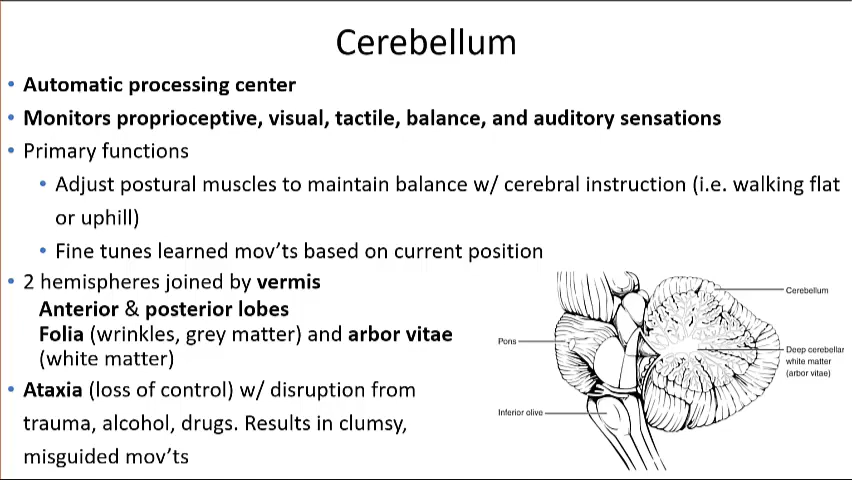 Cerebellum
• Automatic processing center
• Monitors proprioceptive, visual, tactile, balance, and auditory sensations
• Primary functions
• Adjust postural muscles to maintain balance w/ cerebral instruction (i.e. walking flat
or uphill)
• Fine tunes learned mov'ts based on current position
• 2 hemispheres joined by vermis
Anterior & posterior lobes
Folia (wrinkles, grey matter) and arbor vitae
(white matter)
• Ataxia (loss of control) w/ disruption from
trauma, alcohol, drugs. Results in clumsy,
misguided mov'ts
Cerebellum
Pons
Deep cerebellar
white matter
(arbor vitae)
Inferior olive